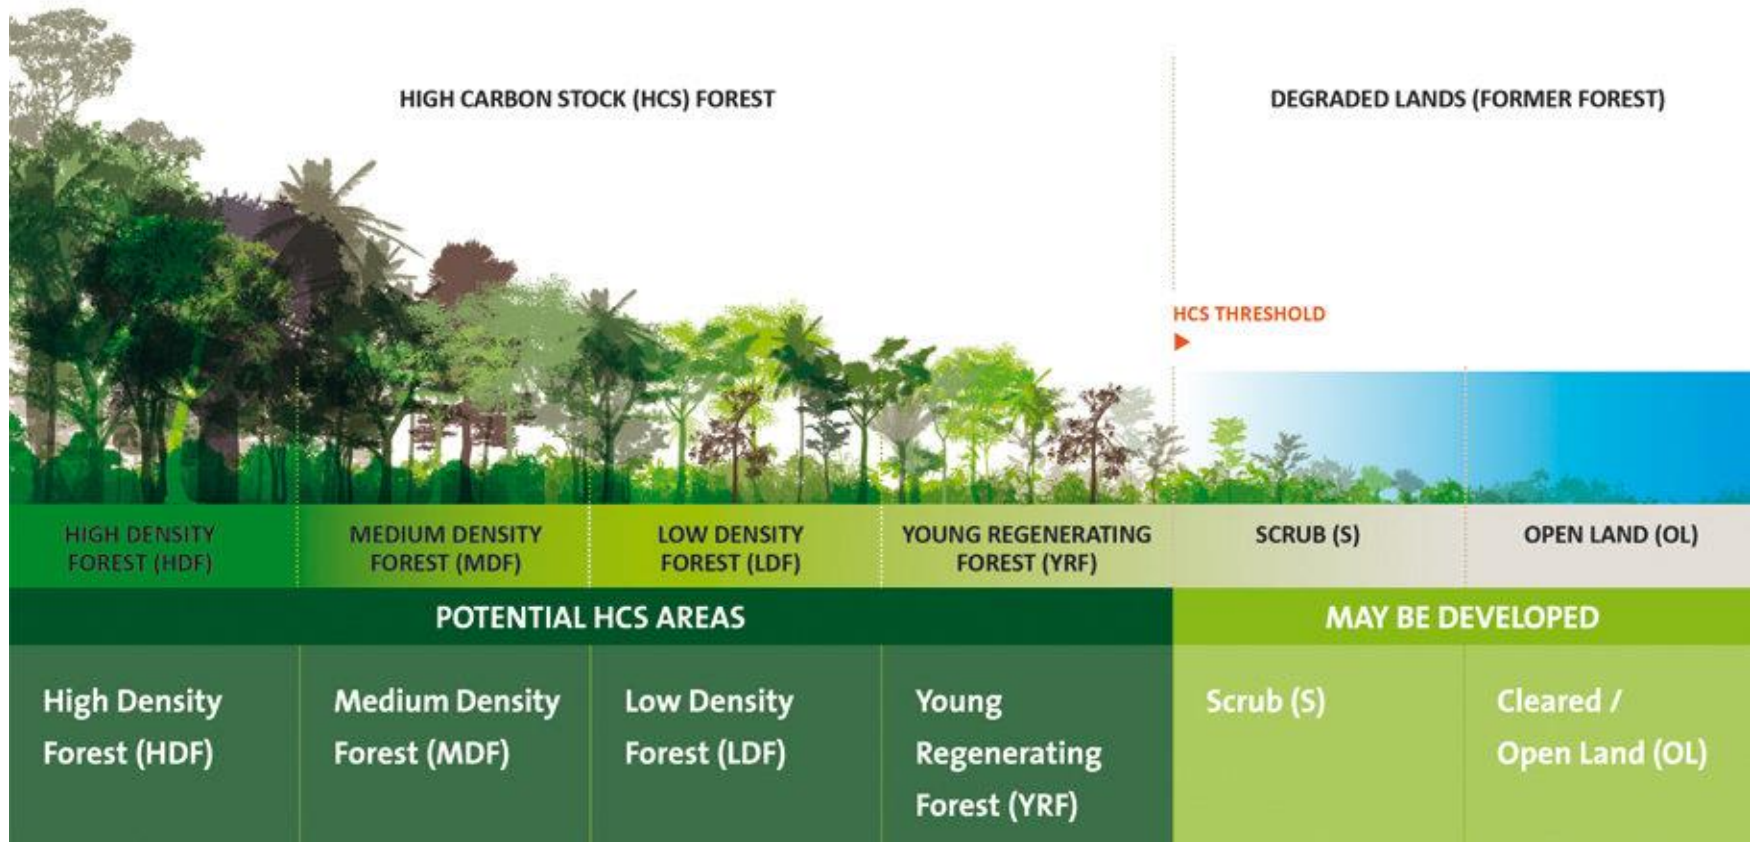 HIGH CARBON STOCK (HCS) FOREST
DEGRADED LANDS (FORMER FOREST)
HCS THRESHOLD
HIGH DENSITY
FOREST (HDF)
MEDIUM DENSITY
FOREST (MDF)
LOW DENSITY
FOREST (LDF)
YOUNG REGENERATING
FOREST (YRF)
SCRUB (S)
OPEN LAND (OL)
POTENTIAL HCS AREAS
MAY BE DEVELOPED
High Density
Forest (HDF)
Medium Density
Forest (MDF)
Low Density
Forest (LDF)
Young
Regenerating
Forest (YRF)
Scrub (S)
Cleared /
Open Land (OL)